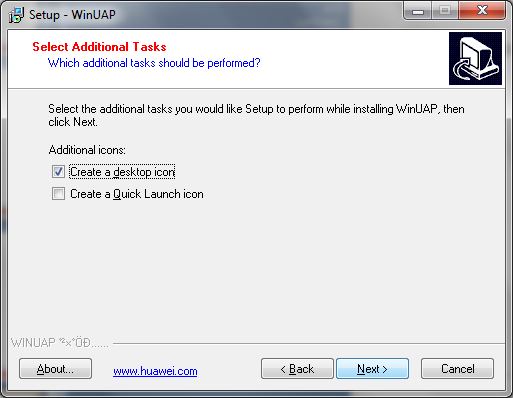 Setup - WinUAP
Select Additional Tasks
Which additional tasks should be performed?
Select the additional tasks you would like Setup to perform while installing WinUAP, then
click Next.
Additional icons:
Create a desktop icon
Create a Quick Launch icon
WINUAP
About...
www.huawei.com
< Back
Next >
Cancel